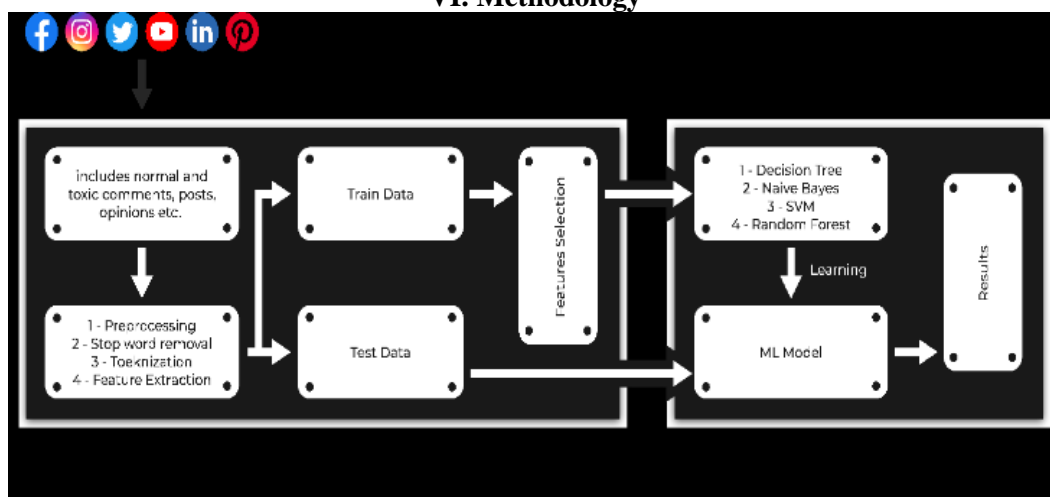 VI. Methodology
includes normal and
toxic comments, posts,
opinions etc.
Train Data
Features Selection
1 - Decision Tree
2 - Naive Bayes
3 - SVM
4 - Random Forest
Learning
Results
1 - Preprocessing
2 - Stop word removal
3 - Toeknization
4 - Feature Extraction
Test Data
ML Model